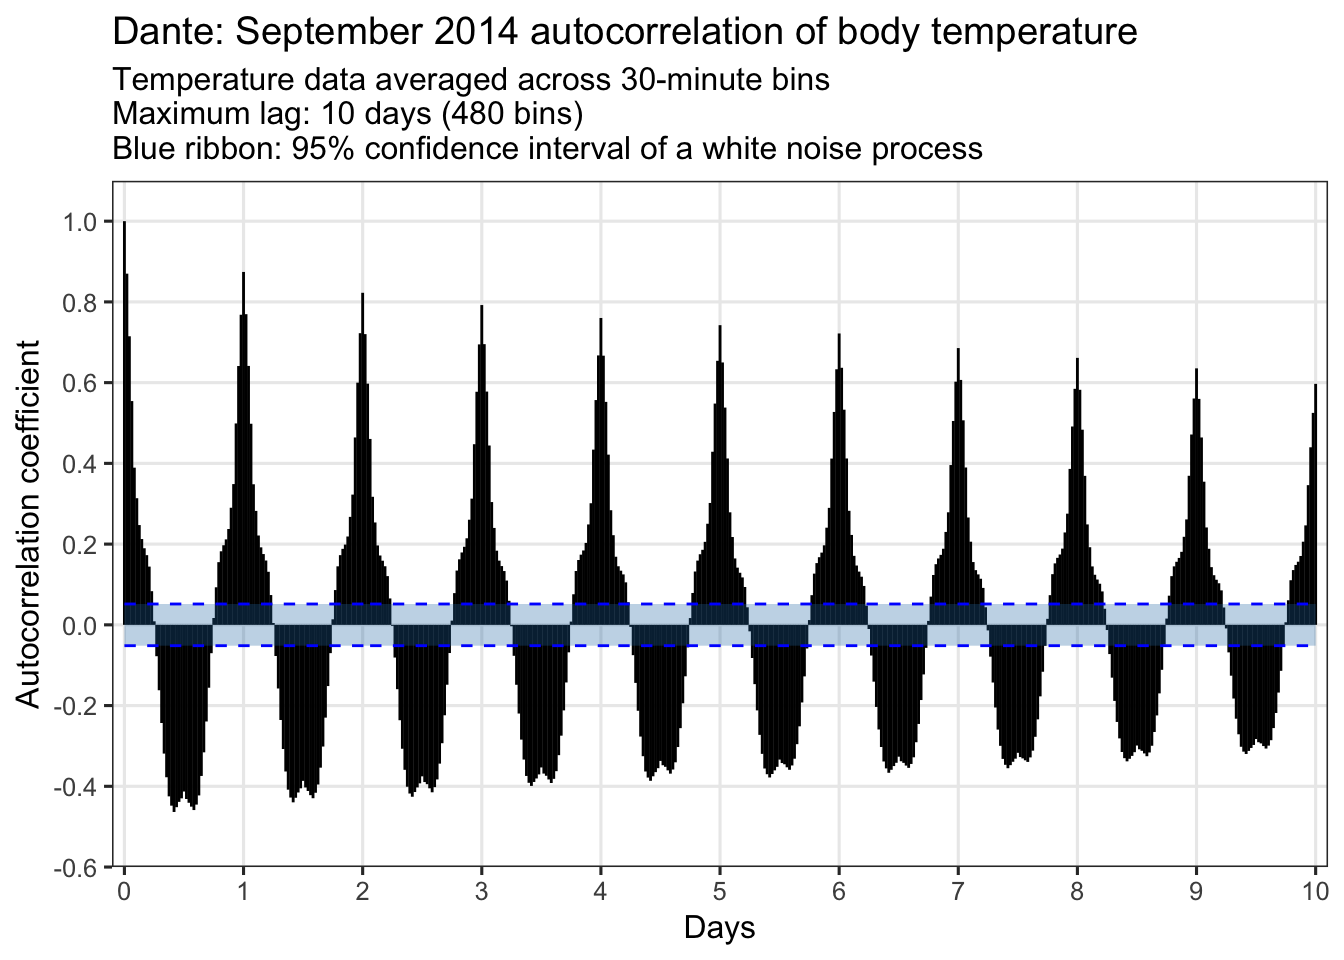 Dante: September 2014 autocorrelation of body temperature
Temperature data averaged across 30-minute bins
Maximum lag: 10 days (480 bins)
Blue ribbon: 95% confidence interval of a white noise process
Autocorrelation coefficient
1.0
0.8
0.6
0.4
0.2
0.0
-0.2
-0.4
-0.6
0 1 2 3 4 5 6 7 8 9 10
Days